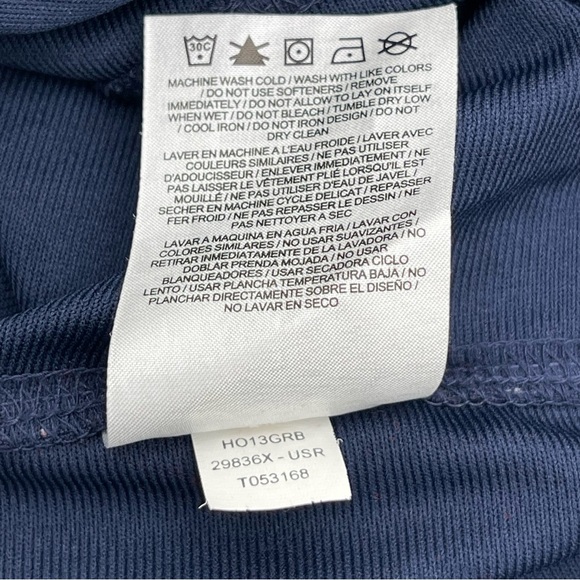 30C
MACHINE WASH COLD / WASH WITH LIKE COLORS
/ DO NOT USE SOFTENERS / REMOVE
IMMEDIATELY / DO NOT ALLOW TO LAY ON ITSELF
WHEN WET / DO NOT BLEACH / TUMBLE DRY LOW
/ COOL IRON / DO NOT IRON DESIGN / DO NOT
DRY CLEAN
LAVER EN MACHINE A L'EAU FROIDE / LAVER AVEC
COULEURS SIMILAIRES / NE PAS UTILISER
D'ADOUCISSEUR / ENLEVER IMMEDIATEMENT / NE
PAS LAISSER LE VÊTEMENT PLIÉ LORSQU'IL EST
MOUILLÉ / NE PAS UTILISER D'EAU DE JAVEL /
SECHER EN MACHINE CYCLE DELICAT / REPASSER
FER FROID / NE PAS REPASSER LE DESSIN / NE
PAS NETTOYER A SEC
LAVAR A MAQUINA EN AGUA FRIA / LAVAR CON
COLORES SIMILARES / NO USAR SUAVIZANTES /
RETIRAR INMEDIATAMENTE DE LA LAVADORA / NO
DOBLAR PRENDA MOJADA / NO USAR
BLANQUEADORES / USAR SECADORA CICLO
LENTO / USAR PLANCHA TEMPERATURA BAJA / NO
PLANCHAR DIRECTAMENTE SOBRE EL DISEÑO /
NO LAVAR EN SECO
HO13GRB
29836X - USR
T053168